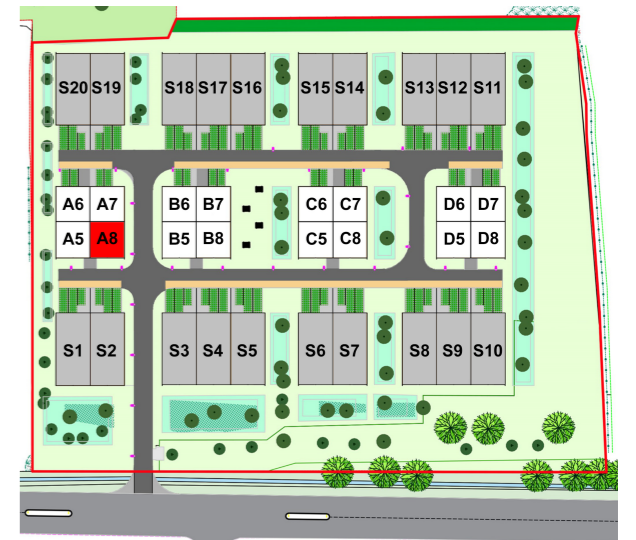 S20 S19 S18 S17 S16 S15 S14 S13 S12 S11
A6 A7 B6 B7 C6 C7 D6 D7
A5 A8 B5 B8 C5 C8 D5 D8
S1 S2 S3 S4 S5 S6 S7 S8 S9 S10